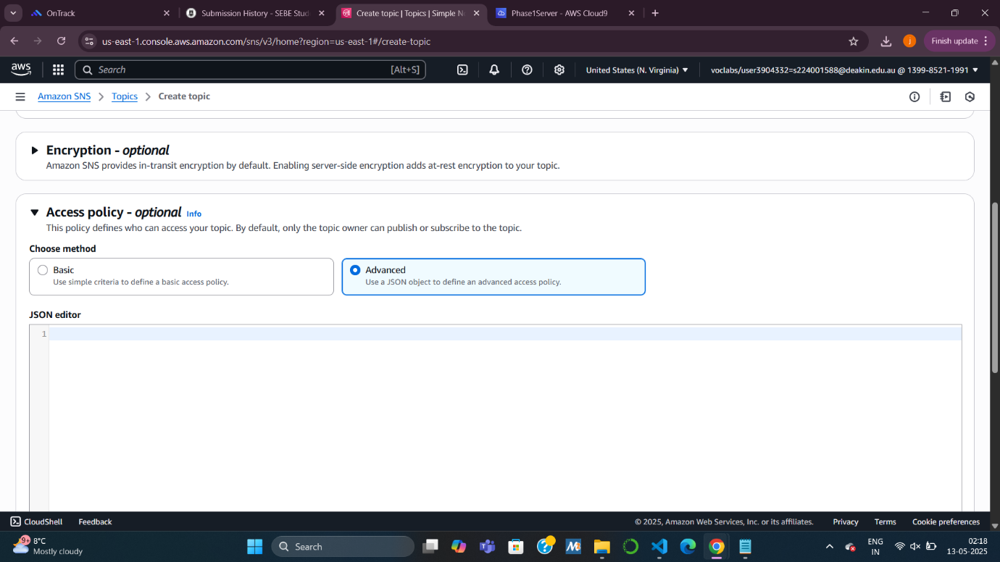 OnTrack
Submission History - SEBE Stud
Create topic | Topics | Simple N
Phase1Server - AWS Cloud9
us-east-1.console.aws.amazon.com/sns/v3/home?region=us-east-1#/create-topic
j
Finish update
aws
Search
[Alt+S]
United States (N. Virginia)
voclabs/user3904332=s224001588@deakin.edu.au @ 1399-8521-1991
Amazon SNS
Topics
Create topic
Encryption - optional
Amazon SNS provides in-transit encryption by default. Enabling server-side encryption adds at-rest encryption to your topic.
Access policy - optional Info
This policy defines who can access your topic. By default, only the topic owner can publish or subscribe to the topic.
Choose method
Basic
Use simple criteria to define a basic access policy.
Advanced
Use a JSON object to define an advanced access policy.
JSON editor
1
CloudShell
Feedback
© 2025, Amazon Web Services, Inc. or its affiliates.
Privacy
Terms
Cookie preferences
9+
8°C
Mostly cloudy
Search
ENG
IN
02:18
13-05-2025